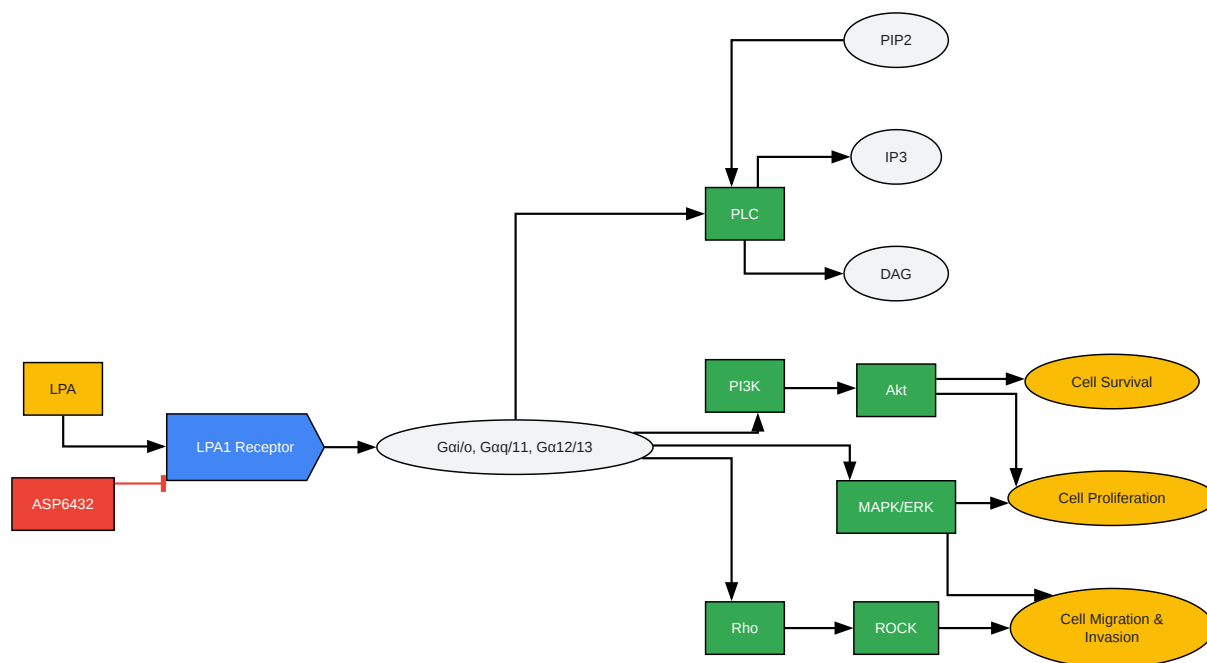 PIP2
IP3
PLC
DAG
LPA
PI3K
Akt
Cell Survival
LPA1 Receptor
Gαi/o, Gαq/11, Gα12/13
ASP6432
MAPK/ERK
Cell Proliferation
Rho
ROCK
Cell Migration &
Invasion